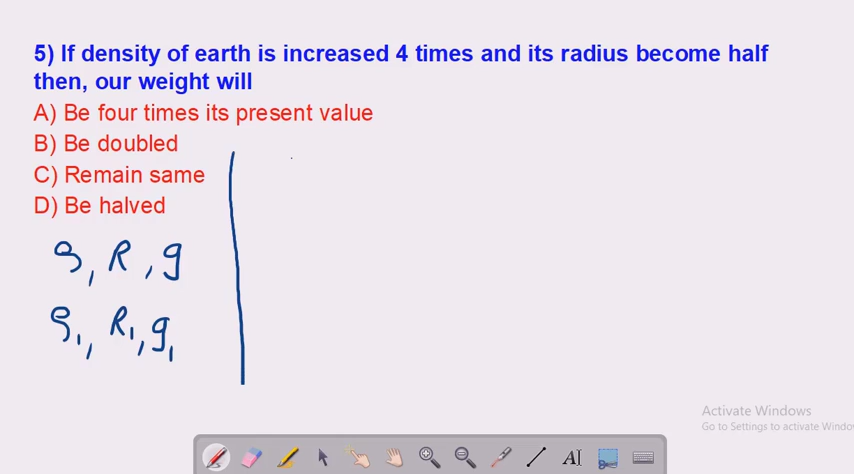 5) If density of earth is increased 4 times and its radius become half
then, our weight will
A) Be four times its present value
B) Be doubled
C) Remain same
D) Be halved
ρ, R, g
ρ₁, R₁, g₁
Activate Windows
Go to Settings to activate Windo
AI